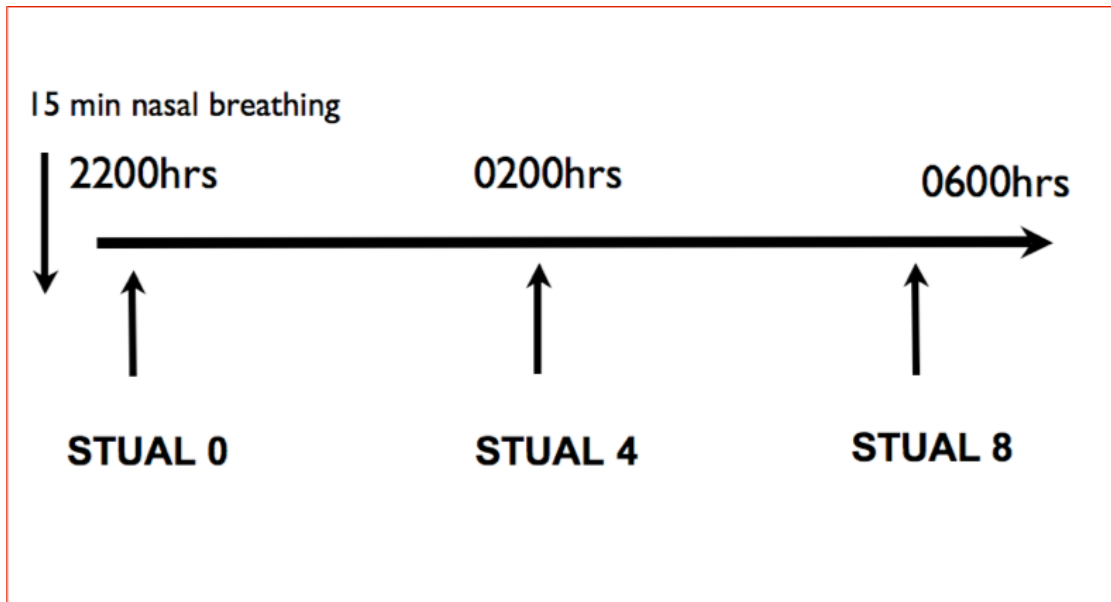 15 min nasal breathing
2200hrs 0200hrs 0600hrs
STUAL 0 STUAL 4 STUAL 8